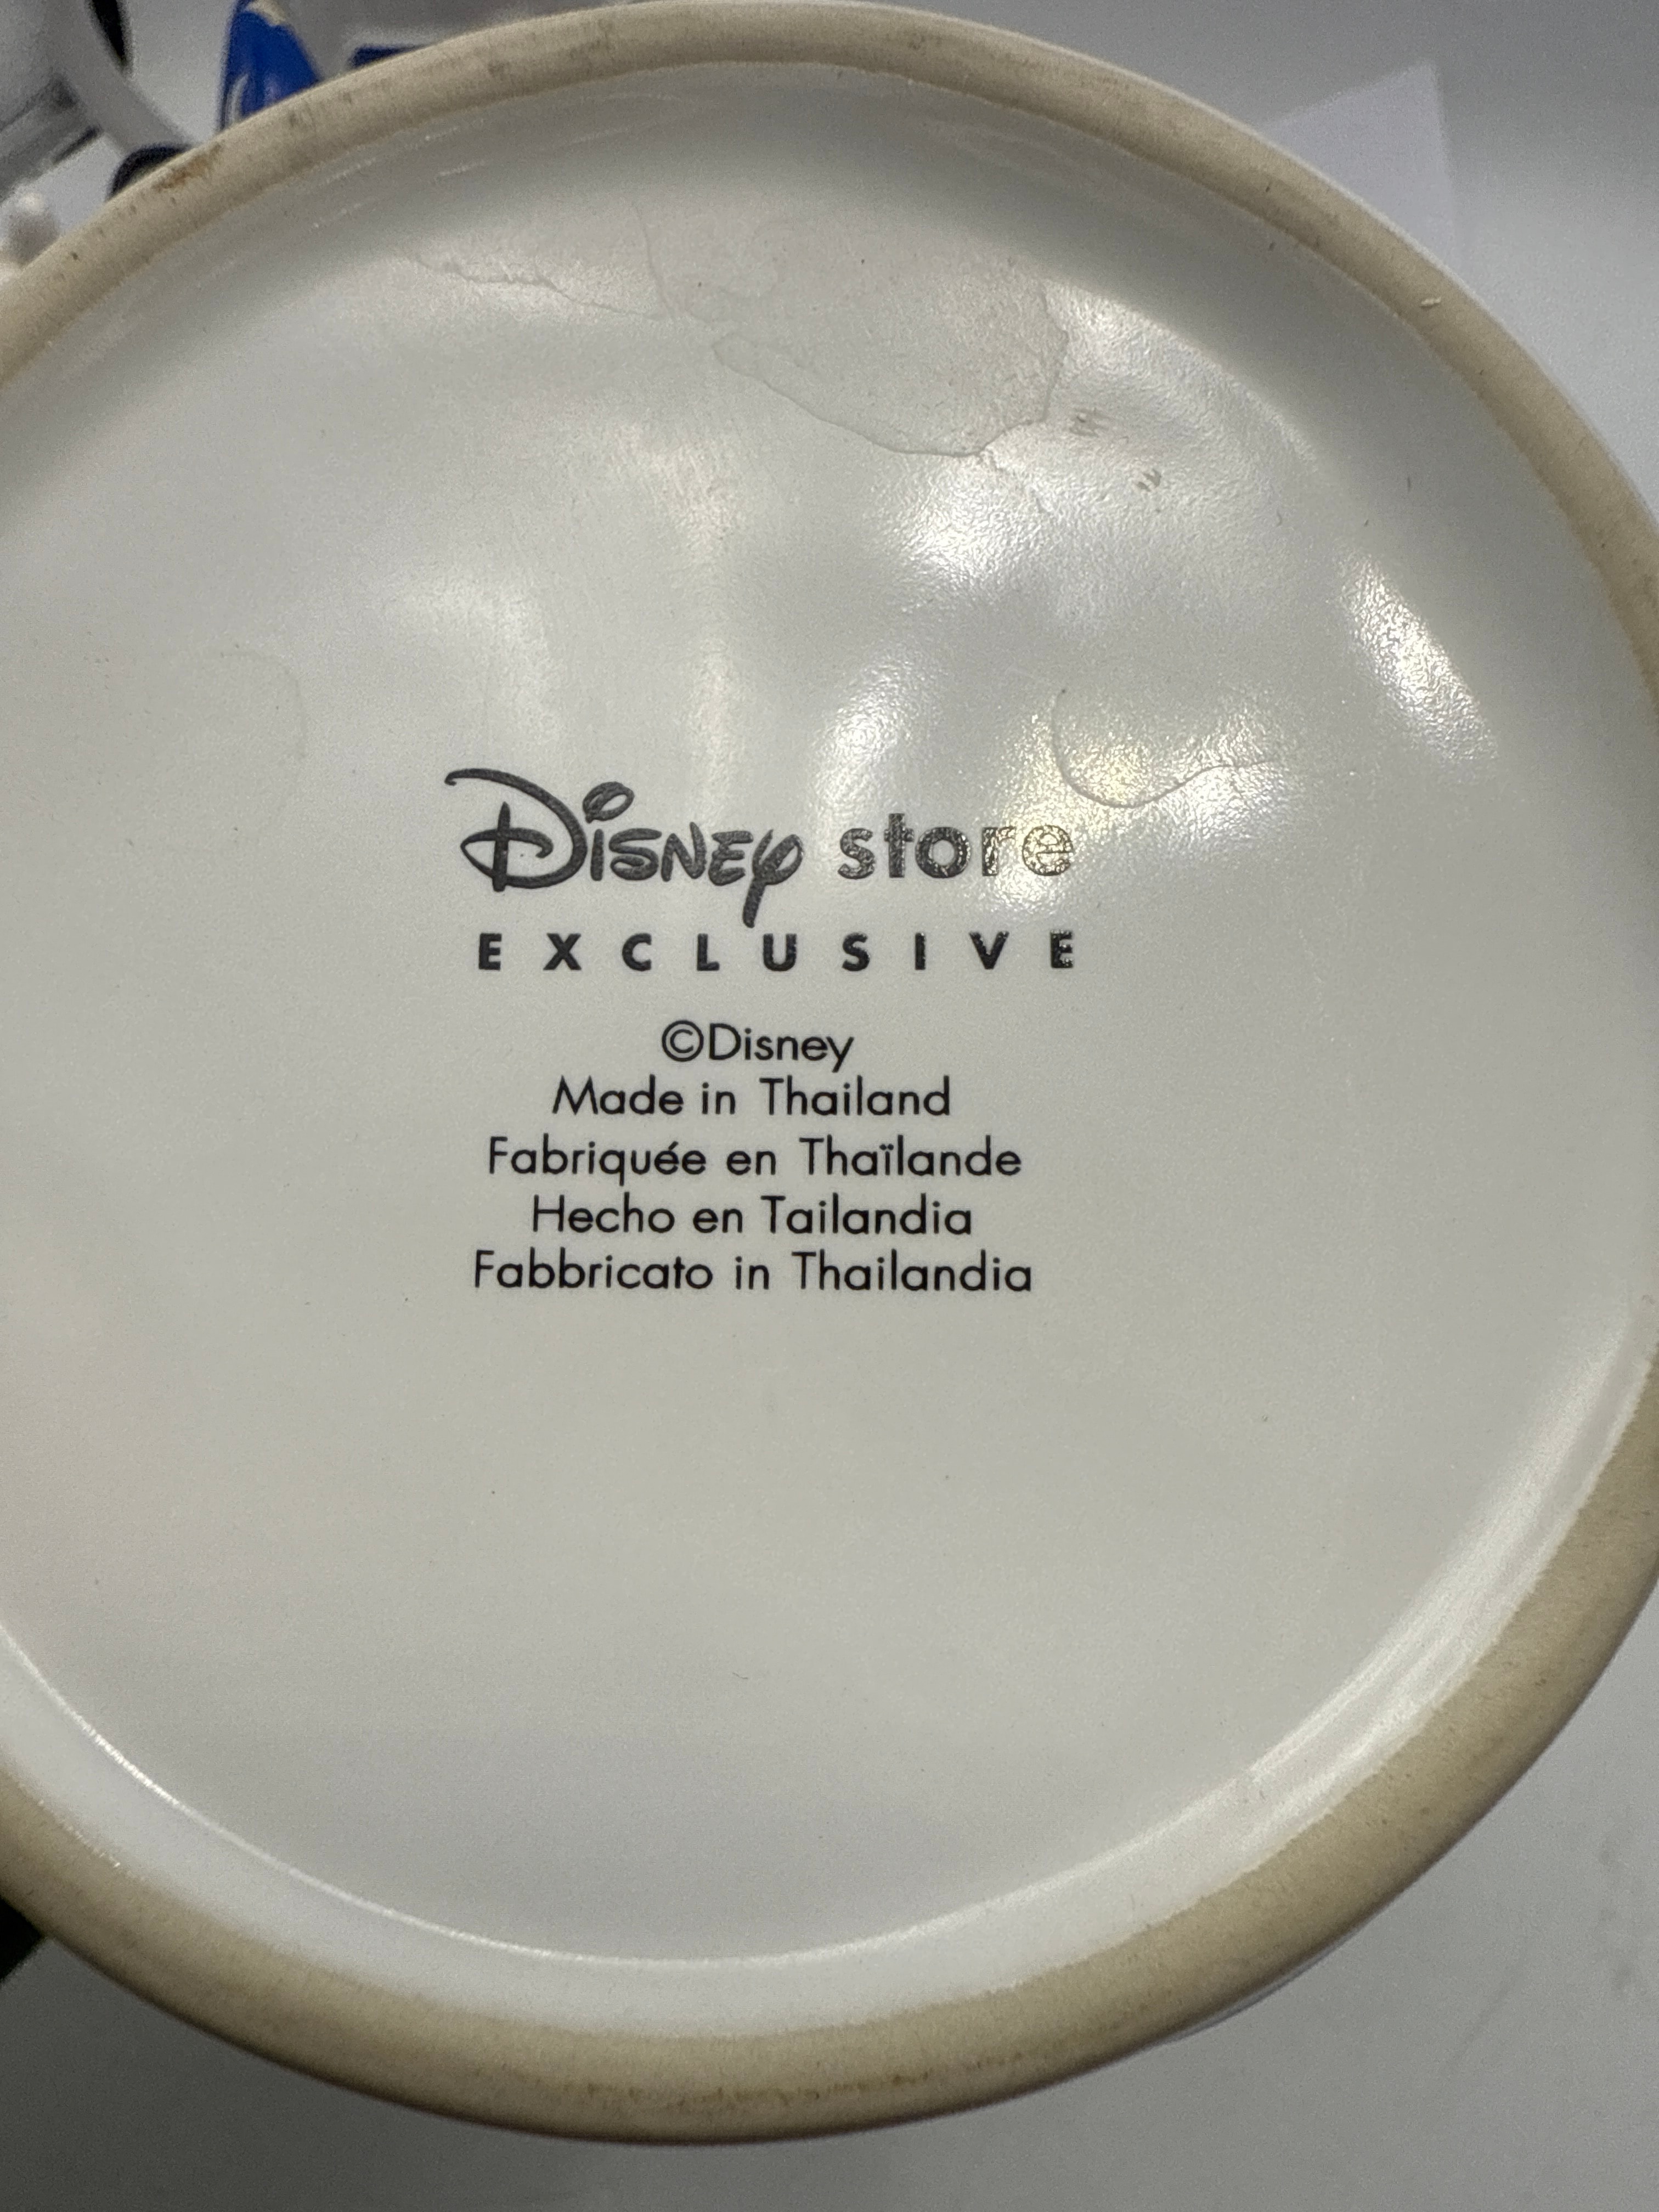 Disney store
EXCLUSIVE
©Disney
Made in Thailand
Fabriquée en Thaïlande
Hecho en Tailandia
Fabbricato in Thailandia